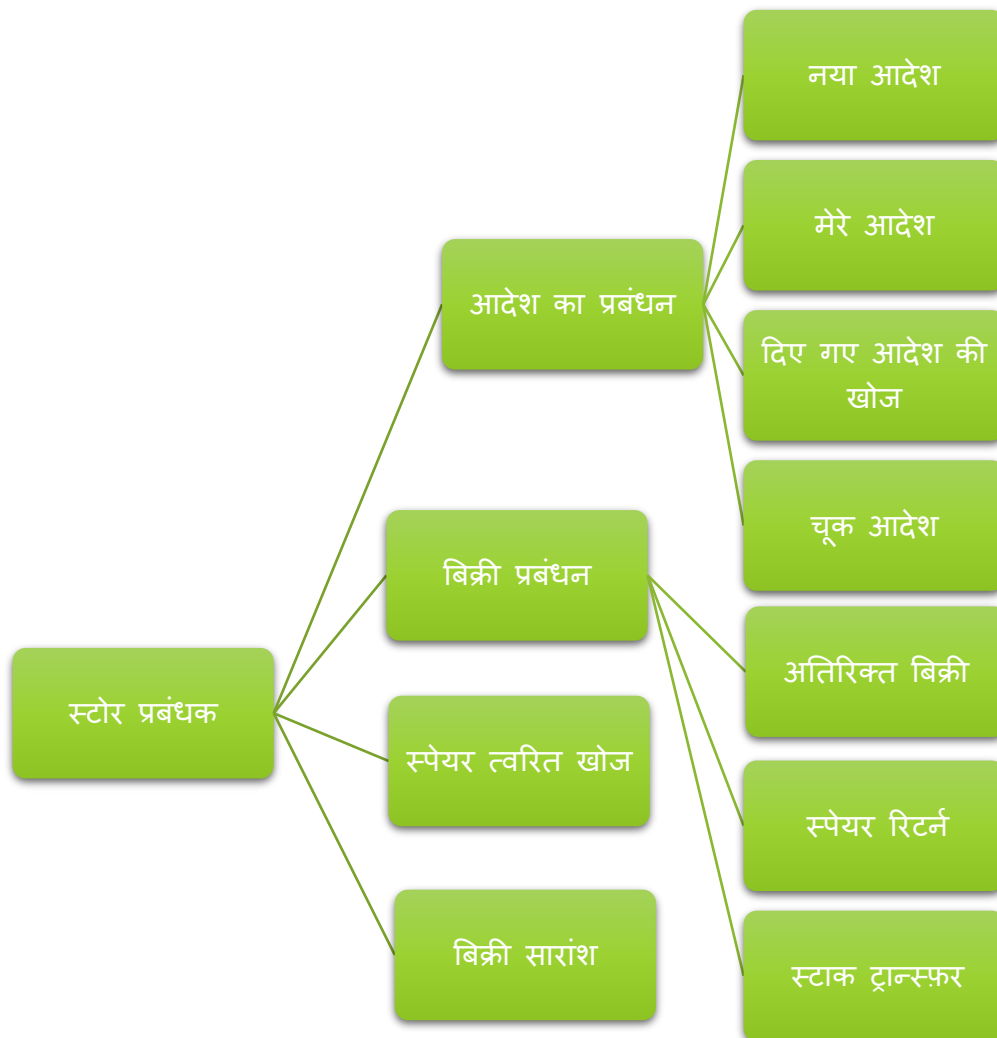 नया आदेश
मेरे आदेश
आदेश का प्रबंधन
दिए गए आदेश की
खोज
चूक आदेश
बिक्री प्रबंधन
अतिरिक्त बिक्री
स्टोर प्रबंधक
स्पेयर त्वरित खोज
स्पेयर रिटर्न
बिक्री सारांश
स्टाक ट्रान्स्फ़र